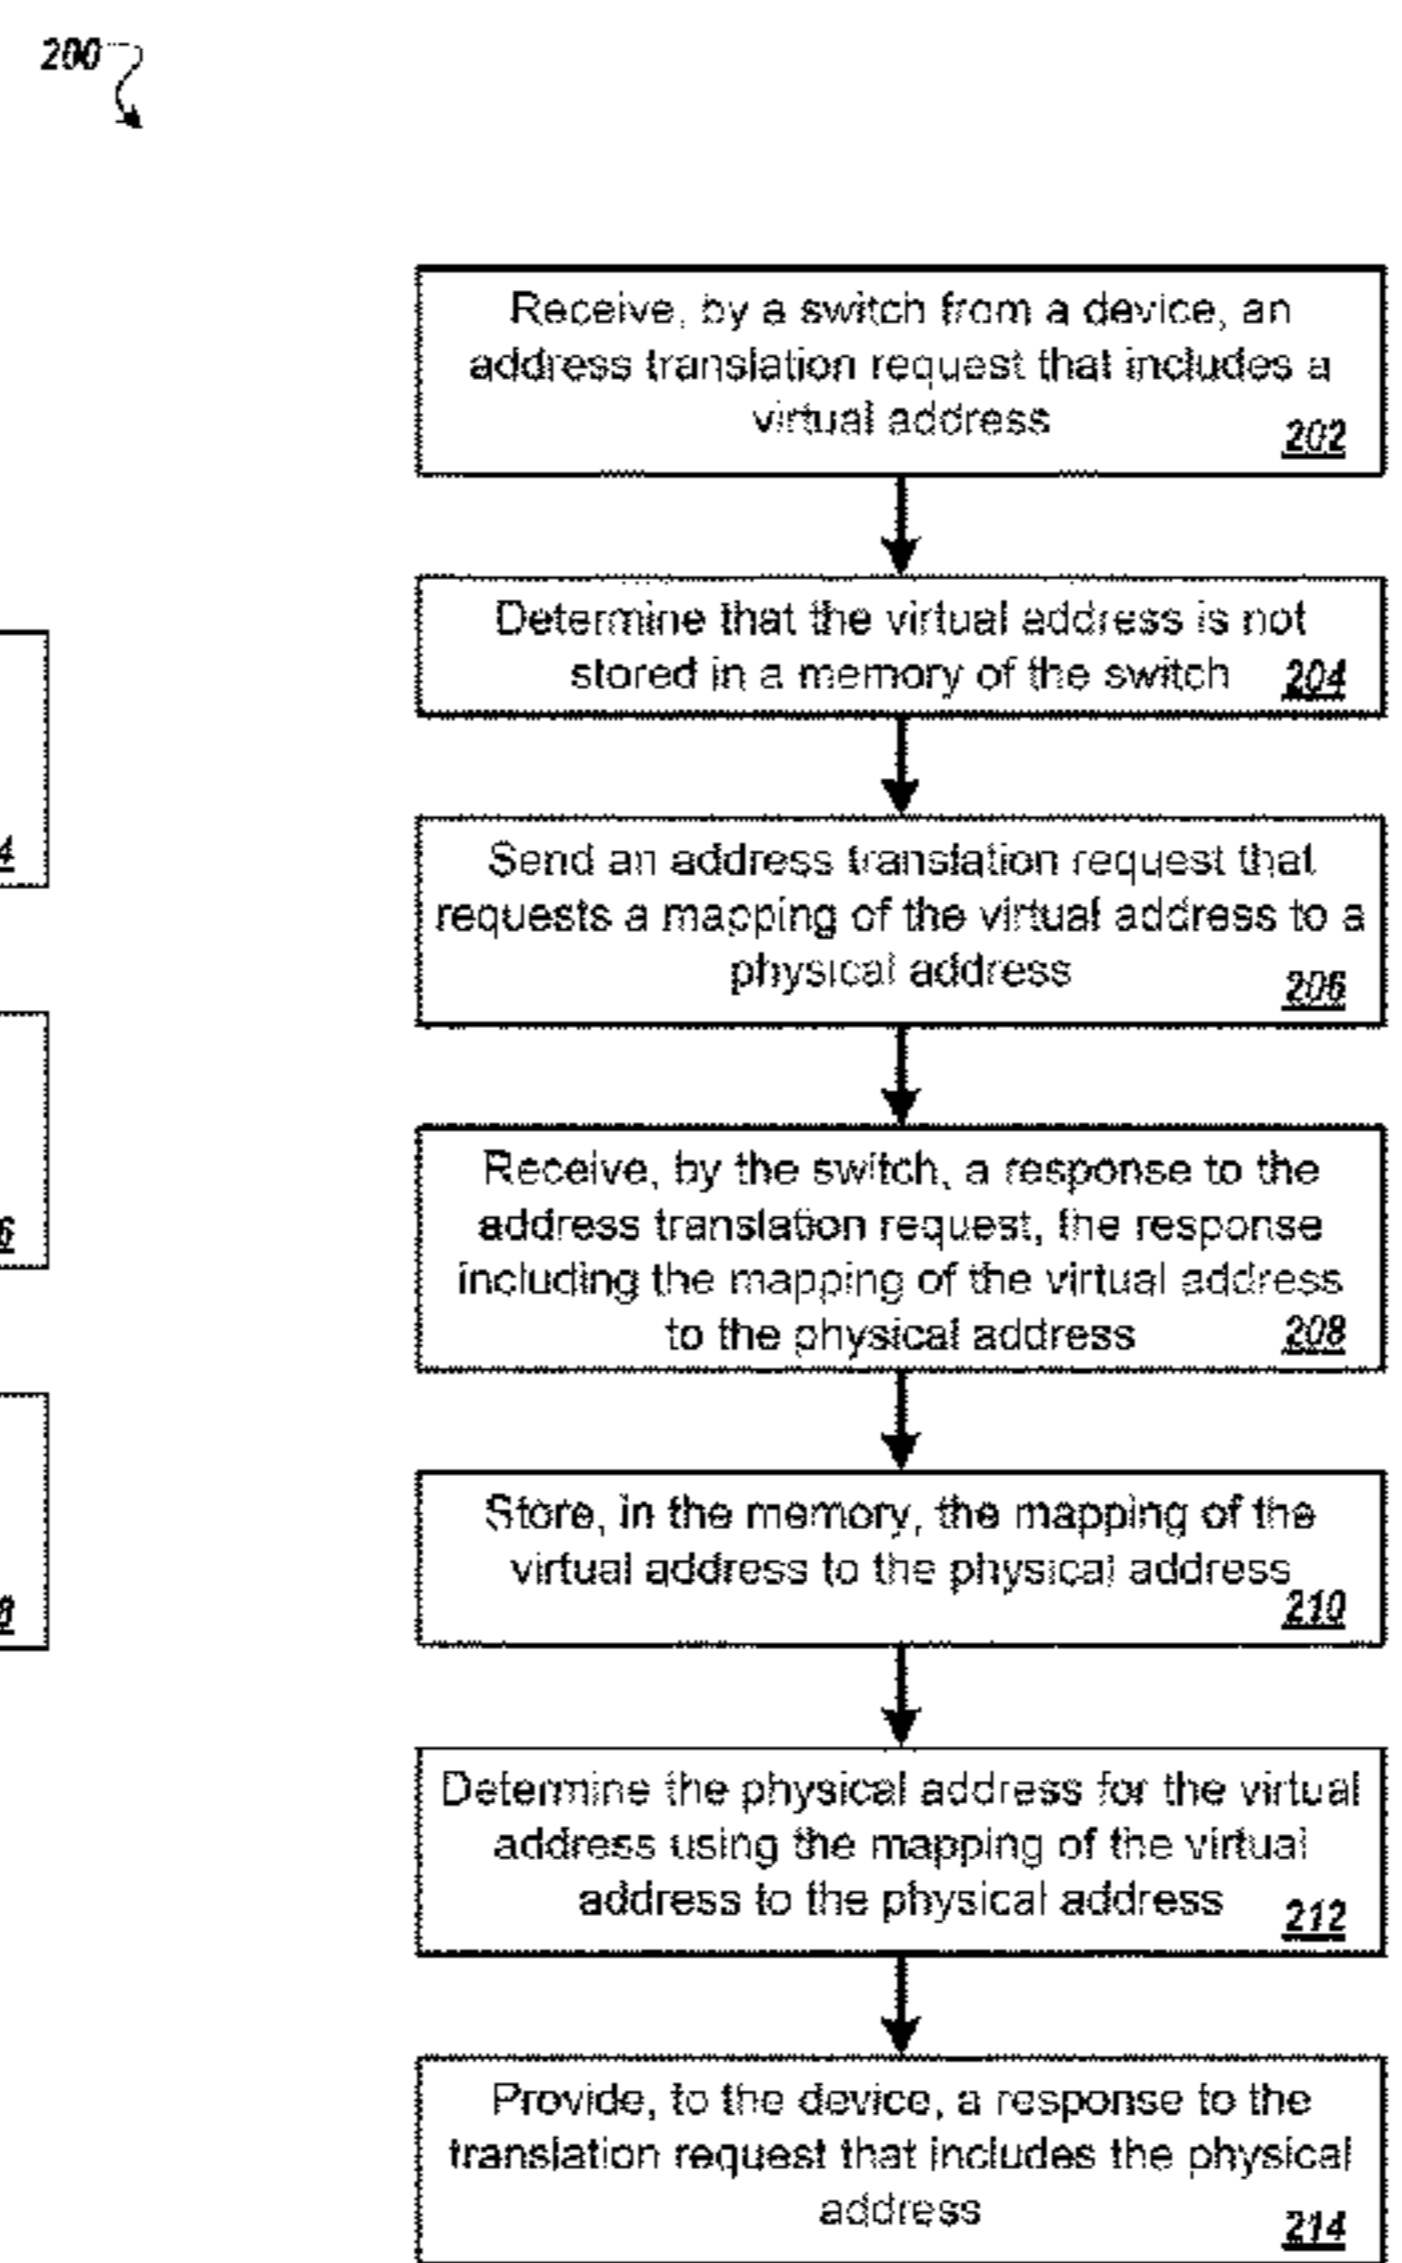 200
Receive, by a switch from a device, an
address translation request that includes a
virtual address
202
Determine that the virtual address is not
stored in a memory of the switch 204
Send an address translation request that
requests a mapping of the virtual address to a
physical address
206
Receive, by the switch, a response to the
address translation request, the response
including the mapping of the virtual address
to the physical address 208
Store, in the memory, the mapping of the
virtual address to the physical address
210
Determine the physical address for the virtual
address using the mapping of the virtual
address to the physical address 212
Provide, to the device, a response to the
translation request that includes the physical
address
214
4
6
8